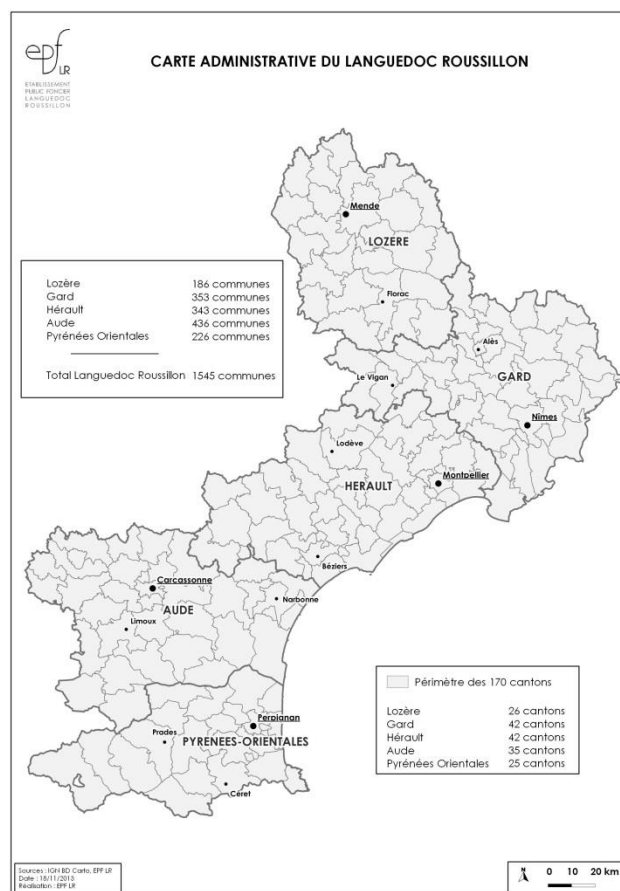 epf LR
ETABLISSEMENT
PUBLIC FONCIER
LANGUEDOC
ROUSSILLON
CARTE ADMINISTRATIVE DU LANGUEDOC ROUSSILLON
Mende
LOZERE
Florac
Lozère 186 communes
Gard 353 communes
Hérault 343 communes
Aude 436 communes
Pyrénées Orientales 226 communes
Total Languedoc Roussillon 1545 communes
Alès
Le Vigan
GARD
Nîmes
Lodève
HERAULT
Montpellier
Béziers
Carcassonne
Narbonne
AUDE
Limoux
Perpignan
Prades
PYRENEES-ORIENTALES
Céret
Périmètre des 170 cantons
Lozère 26 cantons
Gard 42 cantons
Hérault 42 cantons
Aude 35 cantons
Pyrénées Orientales 25 cantons
Sources : IGN BD Carto, EPF LR
Date : 18/11/2013
Réalisation : EPF LR
N
0 10 20 km